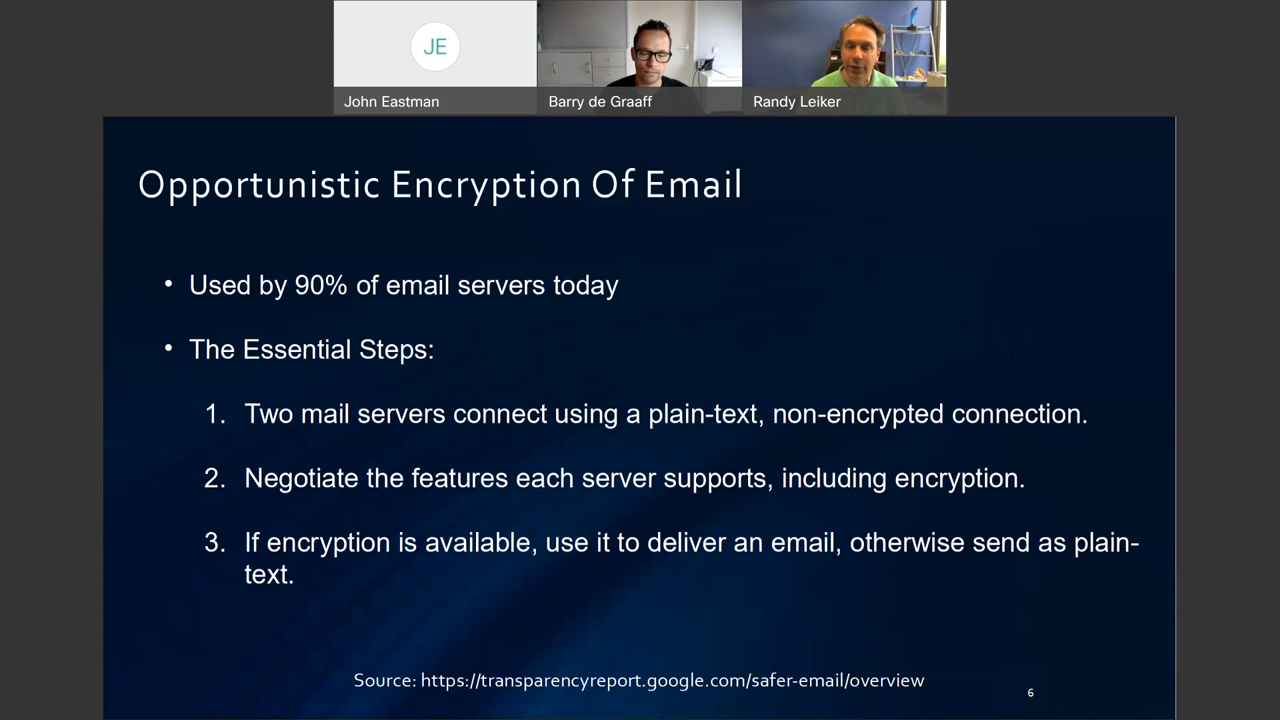 JE
John Eastman
Barry de Graaff
Randy Leiker
Opportunistic Encryption Of Email
• Used by 90% of email servers today
• The Essential Steps:
1. Two mail servers connect using a plain-text, non-encrypted connection.
2. Negotiate the features each server supports, including encryption.
3. If encryption is available, use it to deliver an email, otherwise send as plain-
text.
Source: https://transparencyreport.google.com/safer-email/overview
6